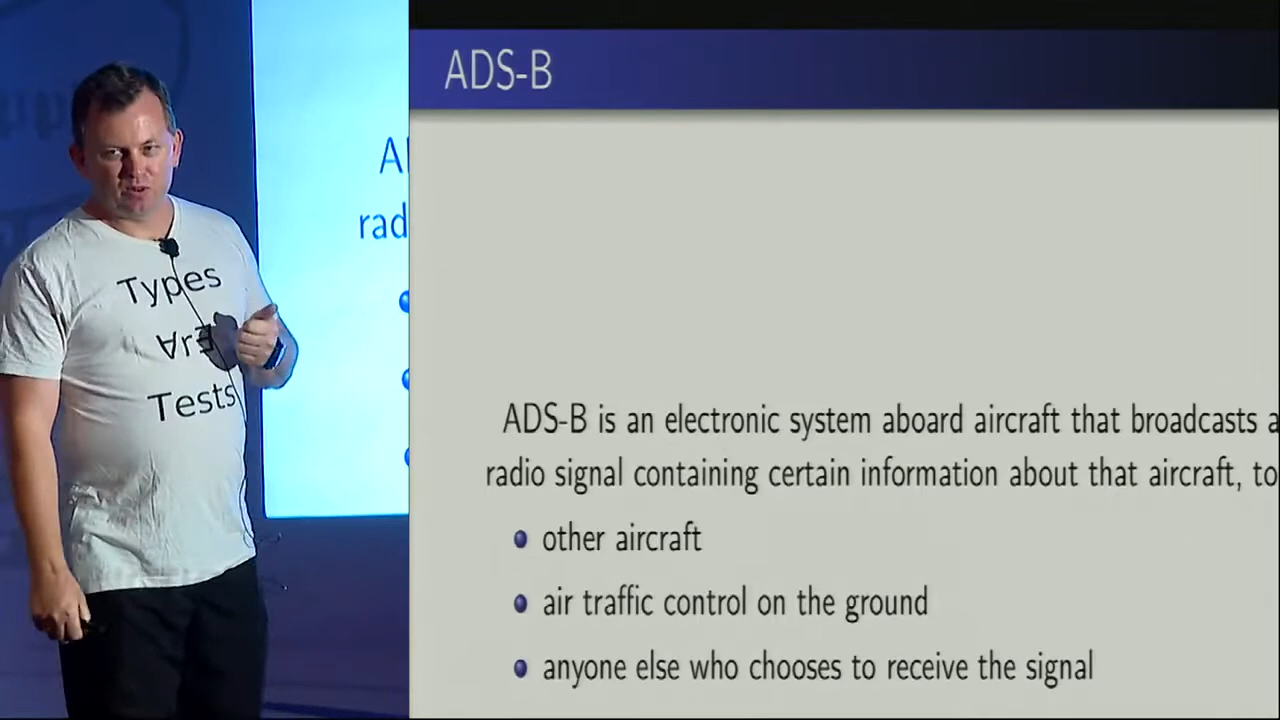 Types
∀r∃
Tests
A
rad
ADS-B
ADS-B is an electronic system aboard aircraft that broadcasts a
radio signal containing certain information about that aircraft, to
other aircraft
air traffic control on the ground
anyone else who chooses to receive the signal